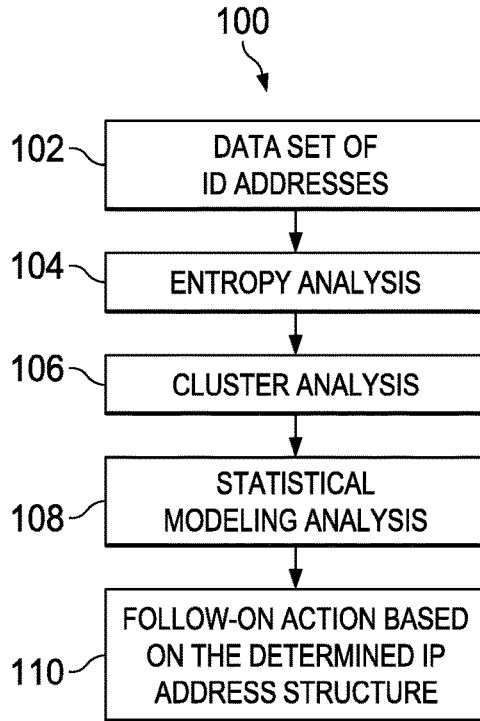 100
102
DATA SET OF
ID ADDRESSES
104
ENTROPY ANALYSIS
106
CLUSTER ANALYSIS
108
STATISTICAL
MODELING ANALYSIS
110
FOLLOW-ON ACTION BASED
ON THE DETERMINED IP
ADDRESS STRUCTURE